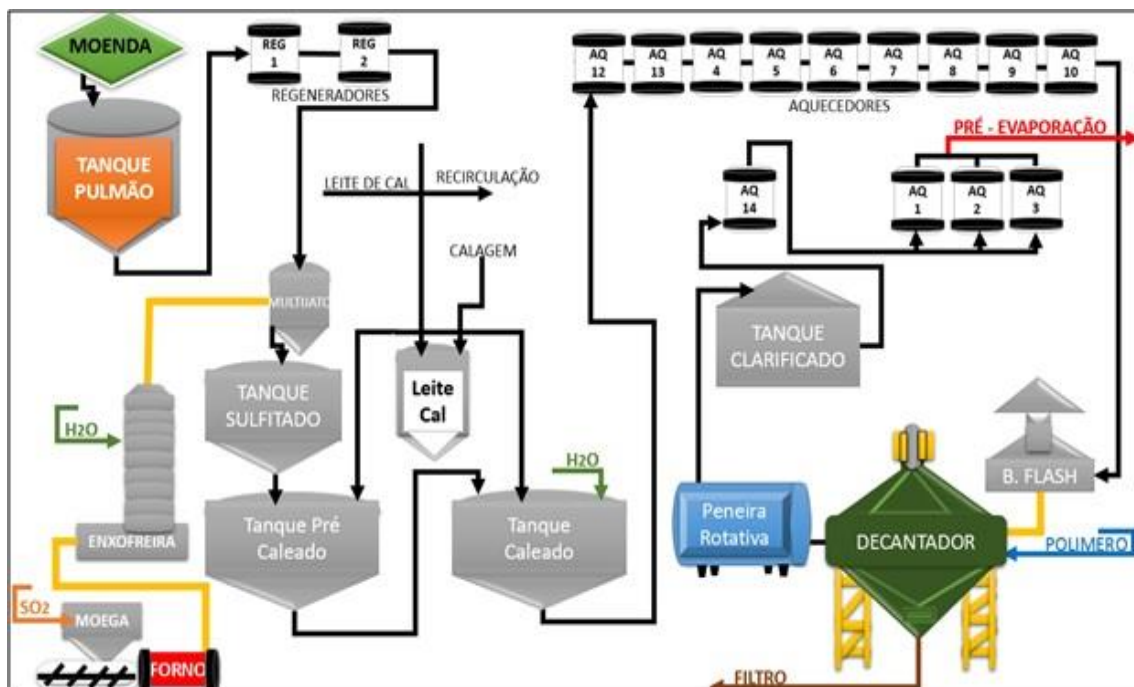 MOENDA
TANQUE
PULMÃO
REG
1
REG
2
REGENERADORES
LEITE DE CAL
RECIRCULAÇÃO
CALAGEM
MULTIJATO
TANQUE
SULFITADO
Leite
Cal
H2O
ENXOFREIRA
SO2
MOEGA
FORNO
Tanque Pré
Caleado
H2O
Tanque
Caleado
AQ
12
AQ
13
AQ
4
AQ
5
AQ
6
AQ
7
AQ
8
AQ
9
AQ
10
AQUECEDORES
PRÉ - EVAPORAÇÃO
AQ
14
AQ
1
AQ
2
AQ
3
TANQUE
CLARIFICADO
B. FLASH
Peneira
Rotativa
DECANTADOR
POLIMERO
FILTRO